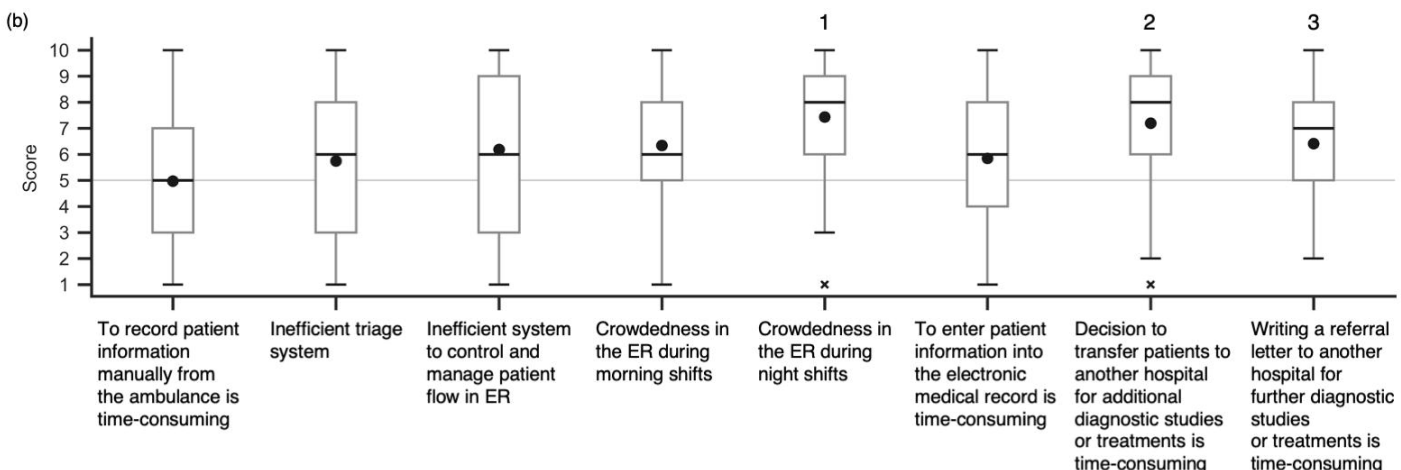 (b)
1 2 3
Score
10
9
8
7
6
5
4
3
2
1
To record patient
information
manually from
the ambulance is
time-consuming
Inefficient triage
system
Inefficient system
to control and
manage patient
flow in ER
Crowdedness in
the ER during
morning shifts
Crowdedness in
the ER during
night shifts
To enter patient
information into
the electronic
medical record is
time-consuming
Decision to
transfer patients to
another hospital
for additional
diagnostic studies
or treatments is
time-consuming
Writing a referral
letter to another
hospital for
further diagnostic
studies
or treatments is
time-consuming